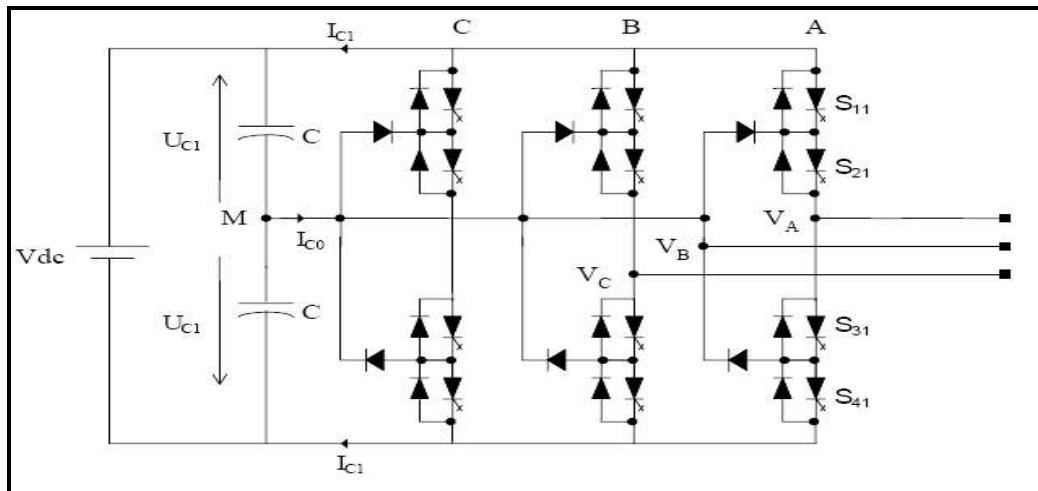 I_C1 C B A
S_11
U_C1 C
S_21
M
I_C0
V_A
V_B
Vdc
V_C
U_C1 C
S_31
S_41
I_C1